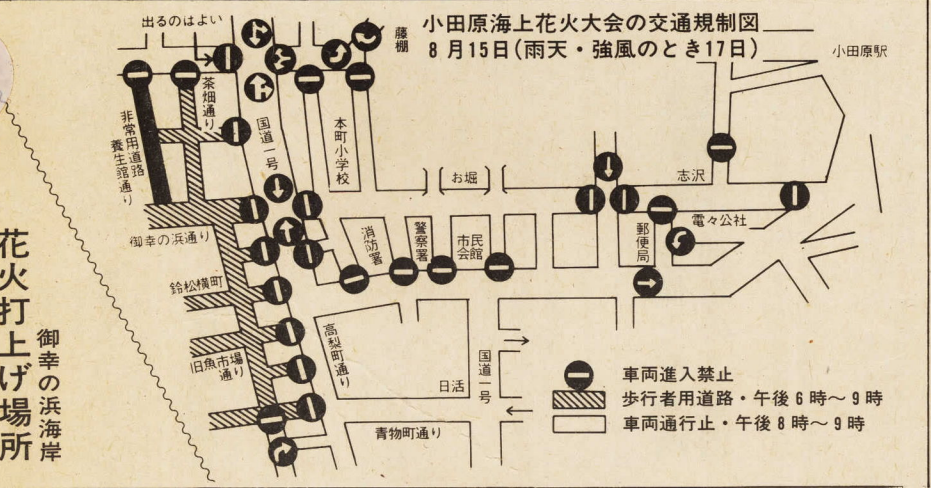 小田原海上花火大会の交通規制図
8月15日(雨天・強風のとき17日)
出るのはよい
藤棚
小田原駅
茶畑通り
非常用道路
養生館通り
国道一号
本町小学校
お堀
志沢
電々公社
御幸の浜通り
消防署
警察署
市民会館
郵便局
鈴松横町
旧魚市場通り
高梨町通り
日活
国道一号
青物町通り
花火打上げ場所
御幸の浜海岸
車両進入禁止
歩行者用道路・午後6時〜9時
車両通行止・午後8時〜9時